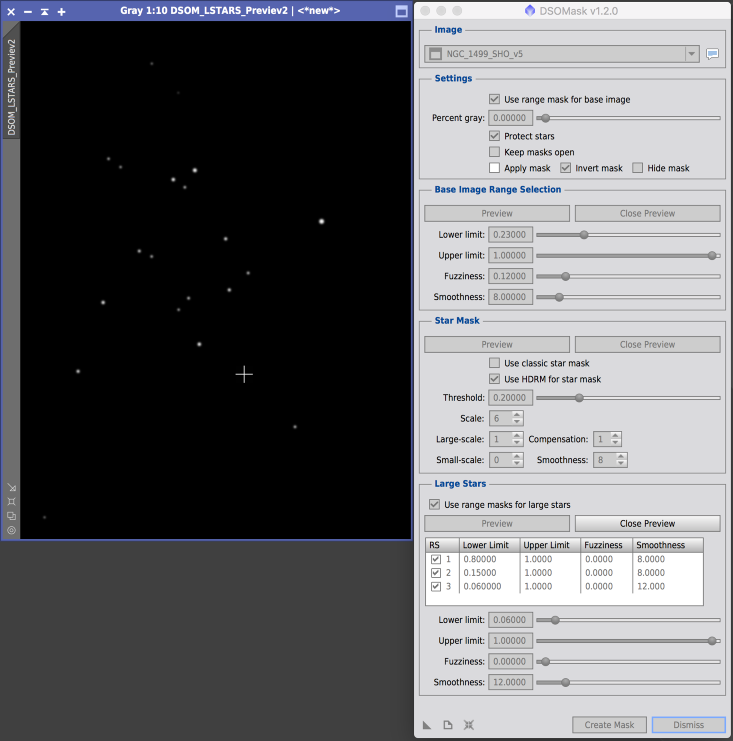 Gray 1:10 DSOM_LSTARS_Previev2 | <*new*>
DSOM_LSTARS_Previev2
DSOMask v1.2.0
Image
NGC_1499_SHO_v5
Settings
Use range mask for base image
Percent gray: 0.00000
Protect stars
Keep masks open
Apply mask Invert mask Hide mask
Base Image Range Selection
Preview Close Preview
Lower limit: 0.23000
Upper limit: 1.00000
Fuzziness: 0.12000
Smoothness: 8.00000
Star Mask
Preview Close Preview
Use classic star mask
Use HDRM for star mask
Threshold: 0.20000
Scale: 6
Large-scale: 1 Compensation: 1
Small-scale: 0 Smoothness: 8
Large Stars
Use range masks for large stars
Preview Close Preview
RS Lower Limit Upper Limit Fuzziness Smoothness
1 0.80000 1.0000 0.0000 8.0000
2 0.15000 1.0000 0.0000 8.0000
3 0.060000 1.0000 0.0000 12.000
Lower limit: 0.06000
Upper limit: 1.00000
Fuzziness: 0.00000
Smoothness: 12.0000
Create Mask Dismiss